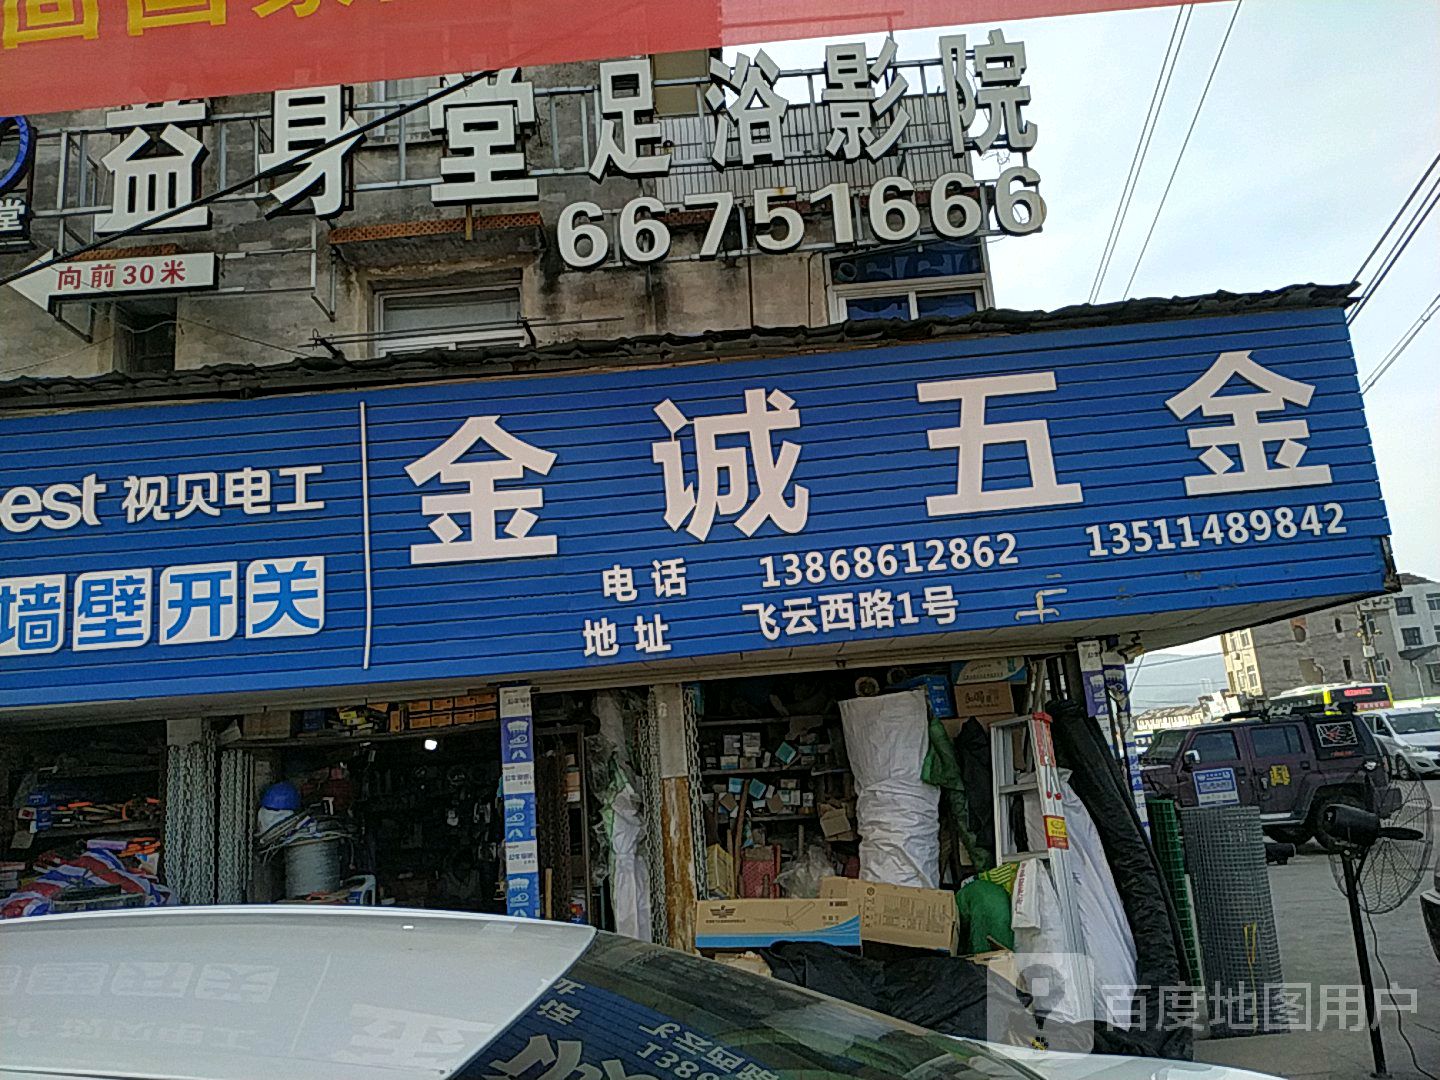 益身堂足浴影院
66751666
堂
向前30米
est 视贝电工
墙壁开关
金诚五金
电话 13868612862 13511489842
地址 飞云西路1号
百度地图用户